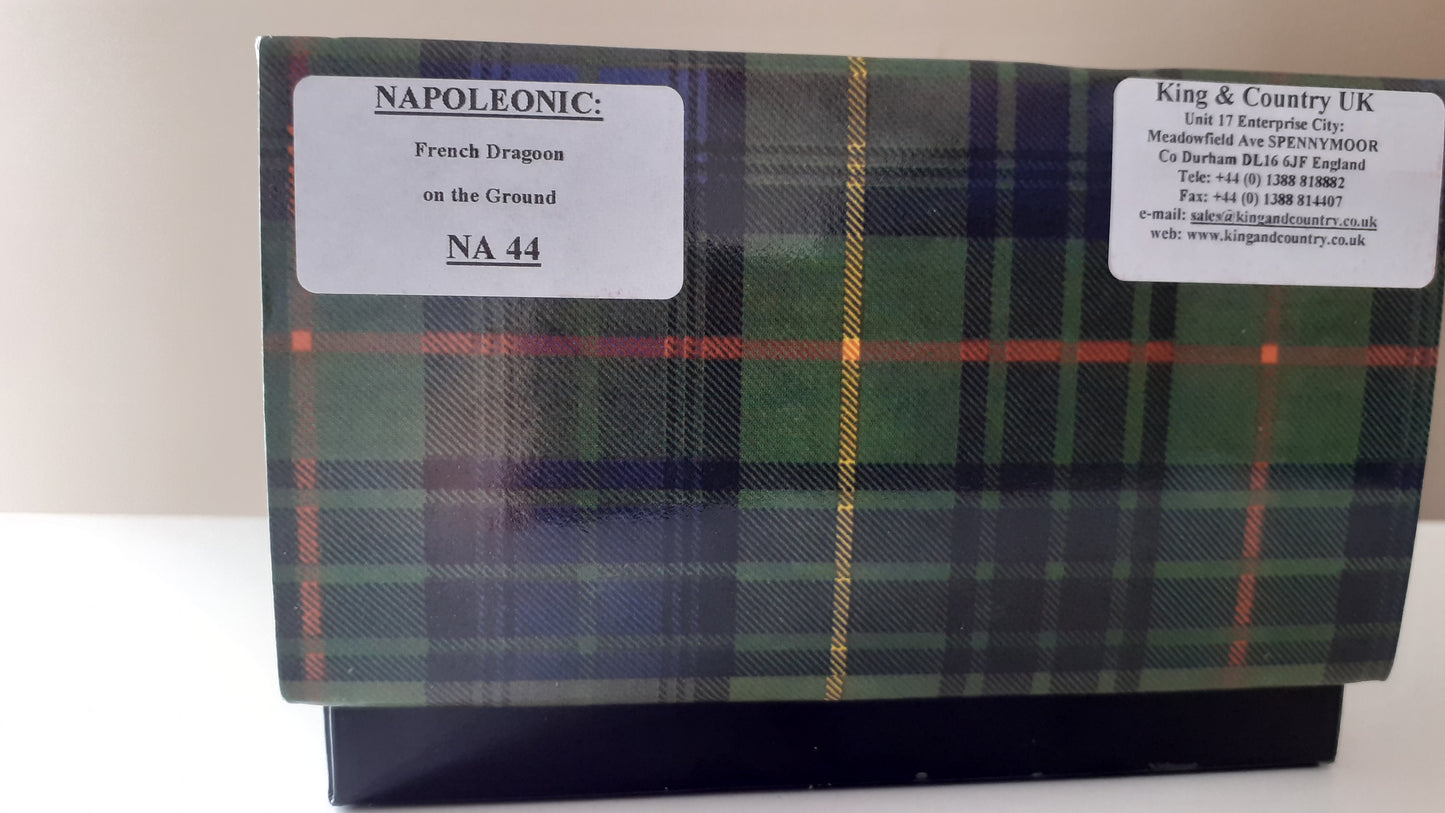 NAPOLEONIC:
French Dragoon
on the Ground
NA 44
King & Country UK
Unit 17 Enterprise City:
Meadowfield Ave SPENNYMOOR
Co Durham DL16 6JF England
Tele: +44 (0) 1388 818882
Fax: +44 (0) 1388 814407
e-mail: sales@kingandcountry.co.uk
web: www.kingandcountry.co.uk